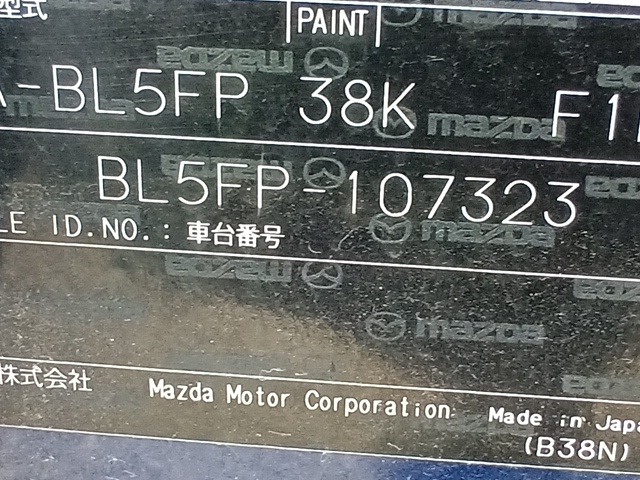 型式 PAINT
A-BL5FP 38K F1
BL5FP-107323
LE ID.NO.: 車台番号
mazda
株式会社 Mazda Motor Corporation Made in Japa
(B38N)